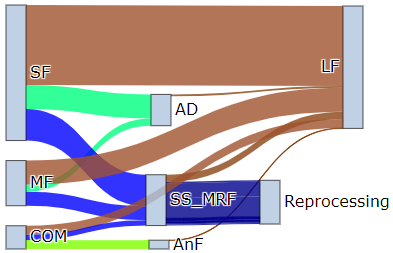 SF
LF
AD
MF
SS_MRF
Reprocessing
COM
AnF